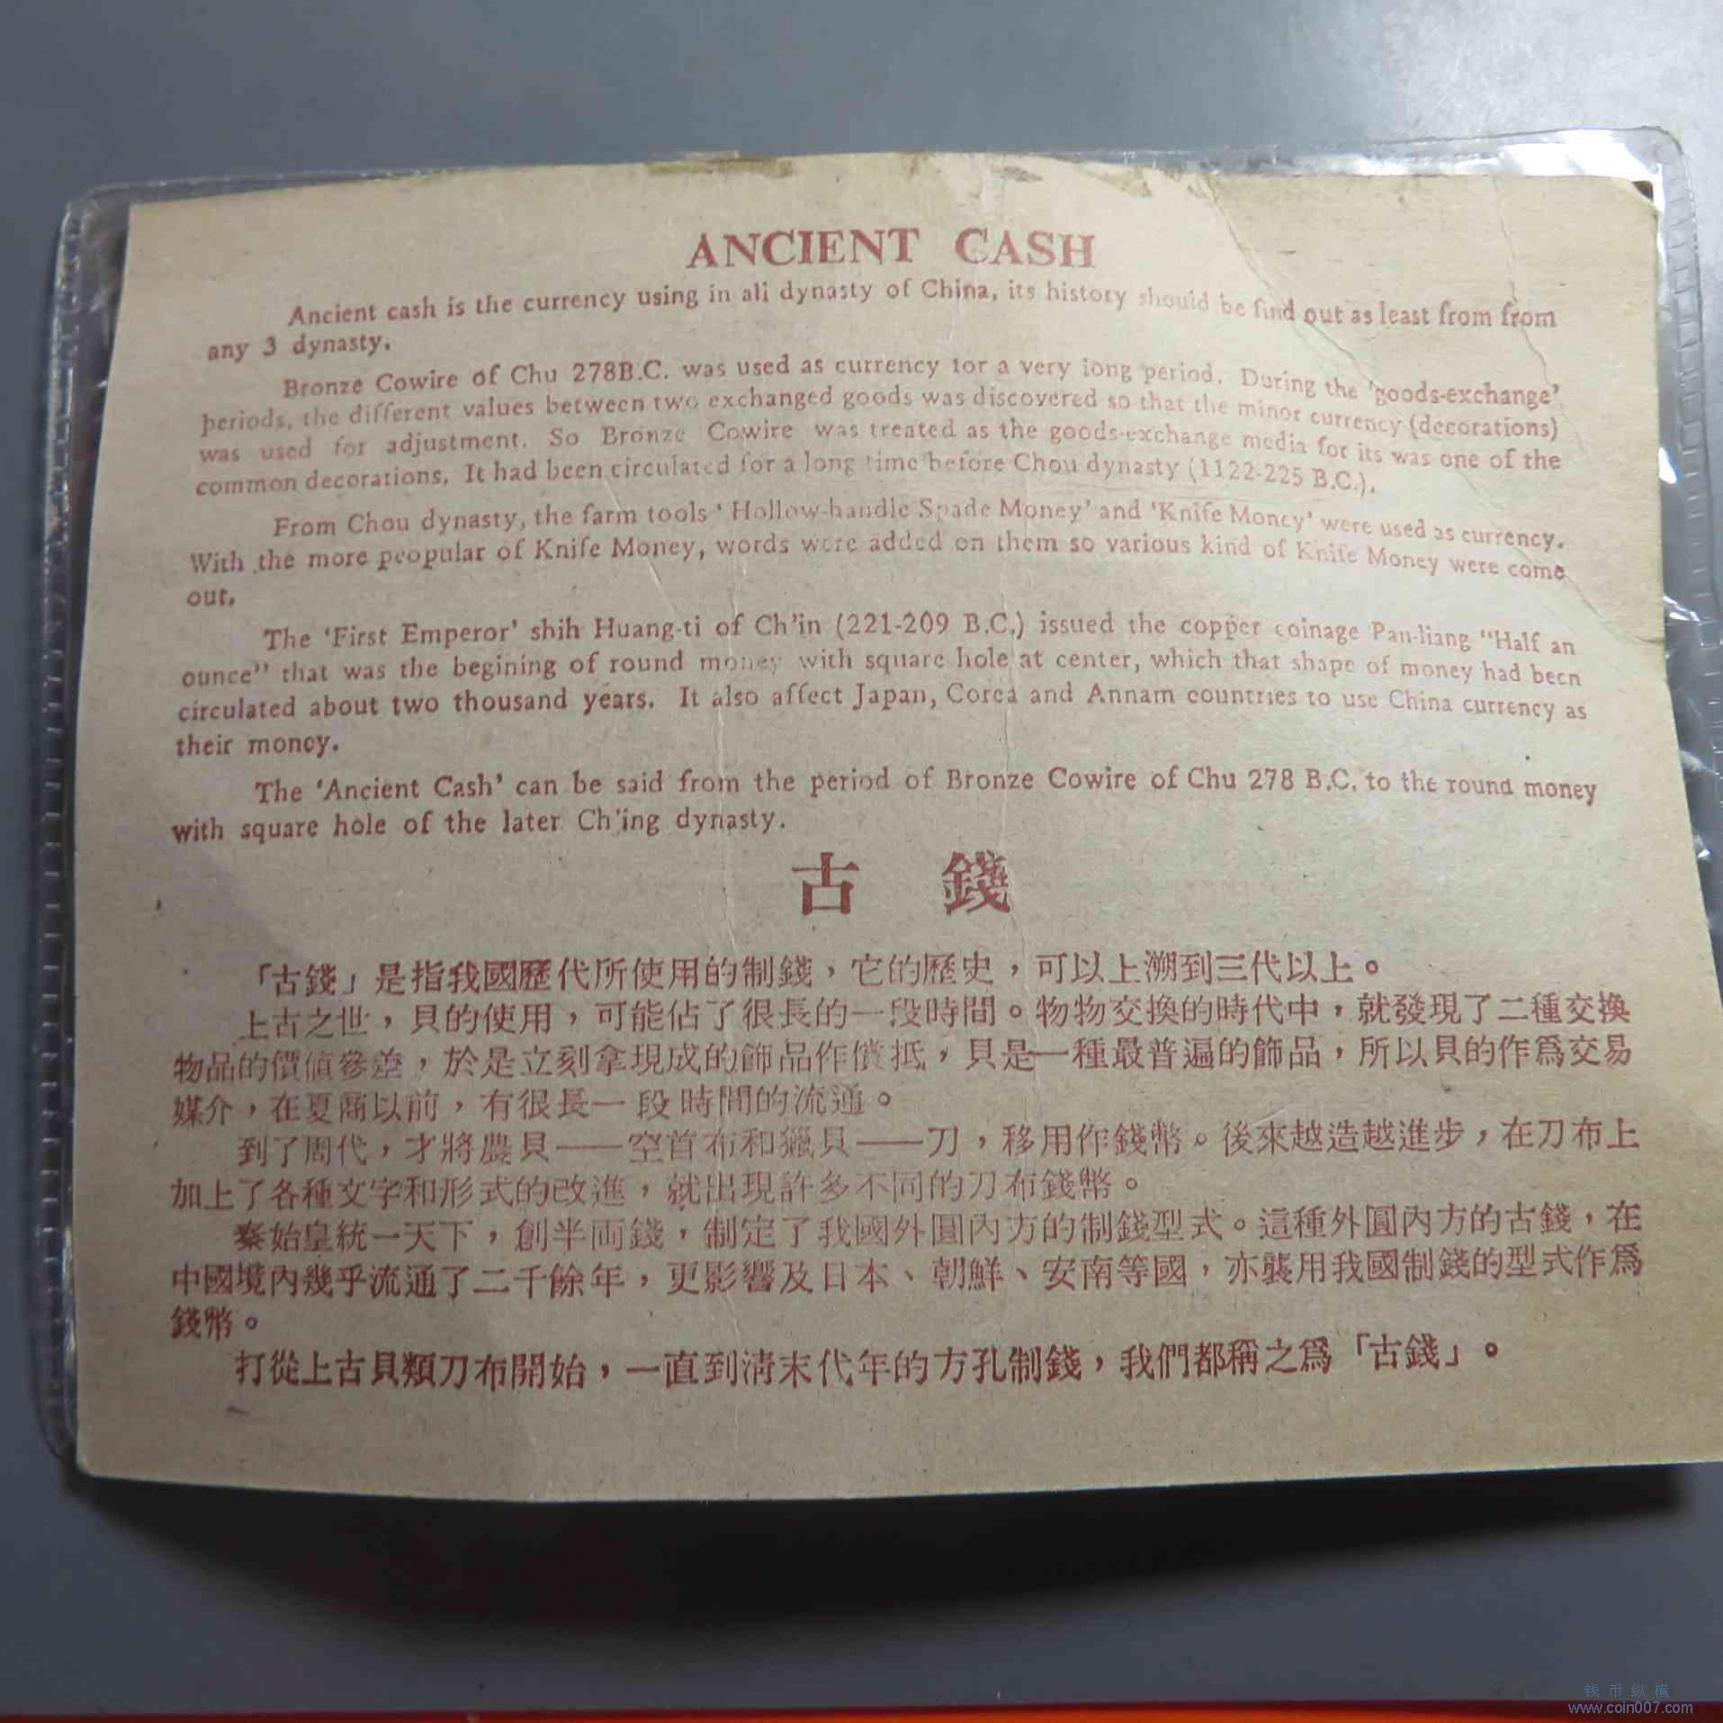 ANCIENT CASH
Ancient cash is the currency using in all dynasty of China, its history should be find out as least from from
any 3 dynasty.
Bronze Cowire of Chu 278B.C. was used as currency for a very long period. During the 'goods-exchange'
periods, the different values between two exchanged goods was discovered so that the minor currency (decorations)
was used for adjustment. So Bronze Cowire was treated as the goods-exchange media for its was one of the
common decorations. It had been circulated for a long time before Chou dynasty (1122-225 B.C.).
From Chou dynasty, the farm tools ‘Hollow-handle Spade Money’ and ‘Knife Money’ were used as currency.
With the more peopular of Knife Money, words were added on them so various kind of Knife Money were come
out.
The ‘First Emperor’ shih Huang-ti of Ch’in (221-209 B.C.) issued the copper coinage Pan-liang “Half an
ounce” that was the begining of round money with square hole at center, which that shape of money had been
circulated about two thousand years. It also affect Japan, Corea and Annam countries to use China currency as
their money.
The ‘Ancient Cash’ can be said from the period of Bronze Cowire of Chu 278 B.C. to the round money
with square hole of the later Ch’ing dynasty.
古 錢
「古錢」是指我國歷代所使用的制錢，它的歷史，可以上溯到三代以上。
上古之世，貝的使用，可能佔了很長的一段時間。物物交換的時代中，就發現了二種交換
物品的價值參差，於是立刻拿現成的飾品作價抵，貝是一種最普遍的飾品，所以貝的作爲交易
媒介，在夏商以前，有很長一段時間的流通。
到了周代，才將農具——空首布和獵具——刀，移用作錢幣。後來越造越進步，在刀布上
加上了各種文字和形式的改進，就出現許多不同的刀布錢幣。
秦始皇統一天下，創半両錢，制定了我國外圓內方的制錢型式。這種外圓內方的古錢，在
中國境內幾乎流通了二千餘年，更影響及日本、朝鮮、安南等國，亦襲用我國制錢的型式作爲
錢幣。
打從上古貝類刀布開始，一直到清末代年的方孔制錢，我們都稱之爲「古錢」。
钱币纵横
www.coin007.com